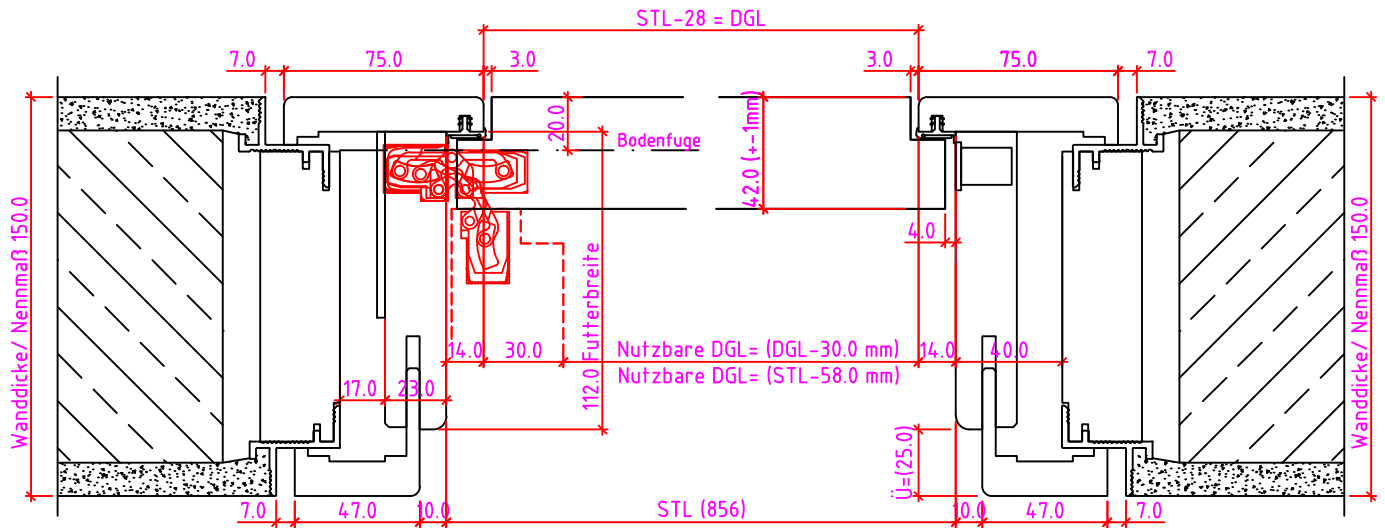 STL-28 = DGL
7.0
75.0
3.0
3.0
75.0
7.0
20.0
Bodenfuge
42.0 (+-1mm)
4.0
Wanddicke/ Nennmaß 150.0
Wanddicke/ Nennmaß 150.0
112.0 Futterbreite
14.0
30.0
Nutzbare DGL= (DGL-30.0 mm)
14.0
40.0
Nutzbare DGL= (STL-58.0 mm)
17.0
23.0
Ü=(25.0)
7.0
47.0
10.0
STL (856)
10.0
47.0
7.0